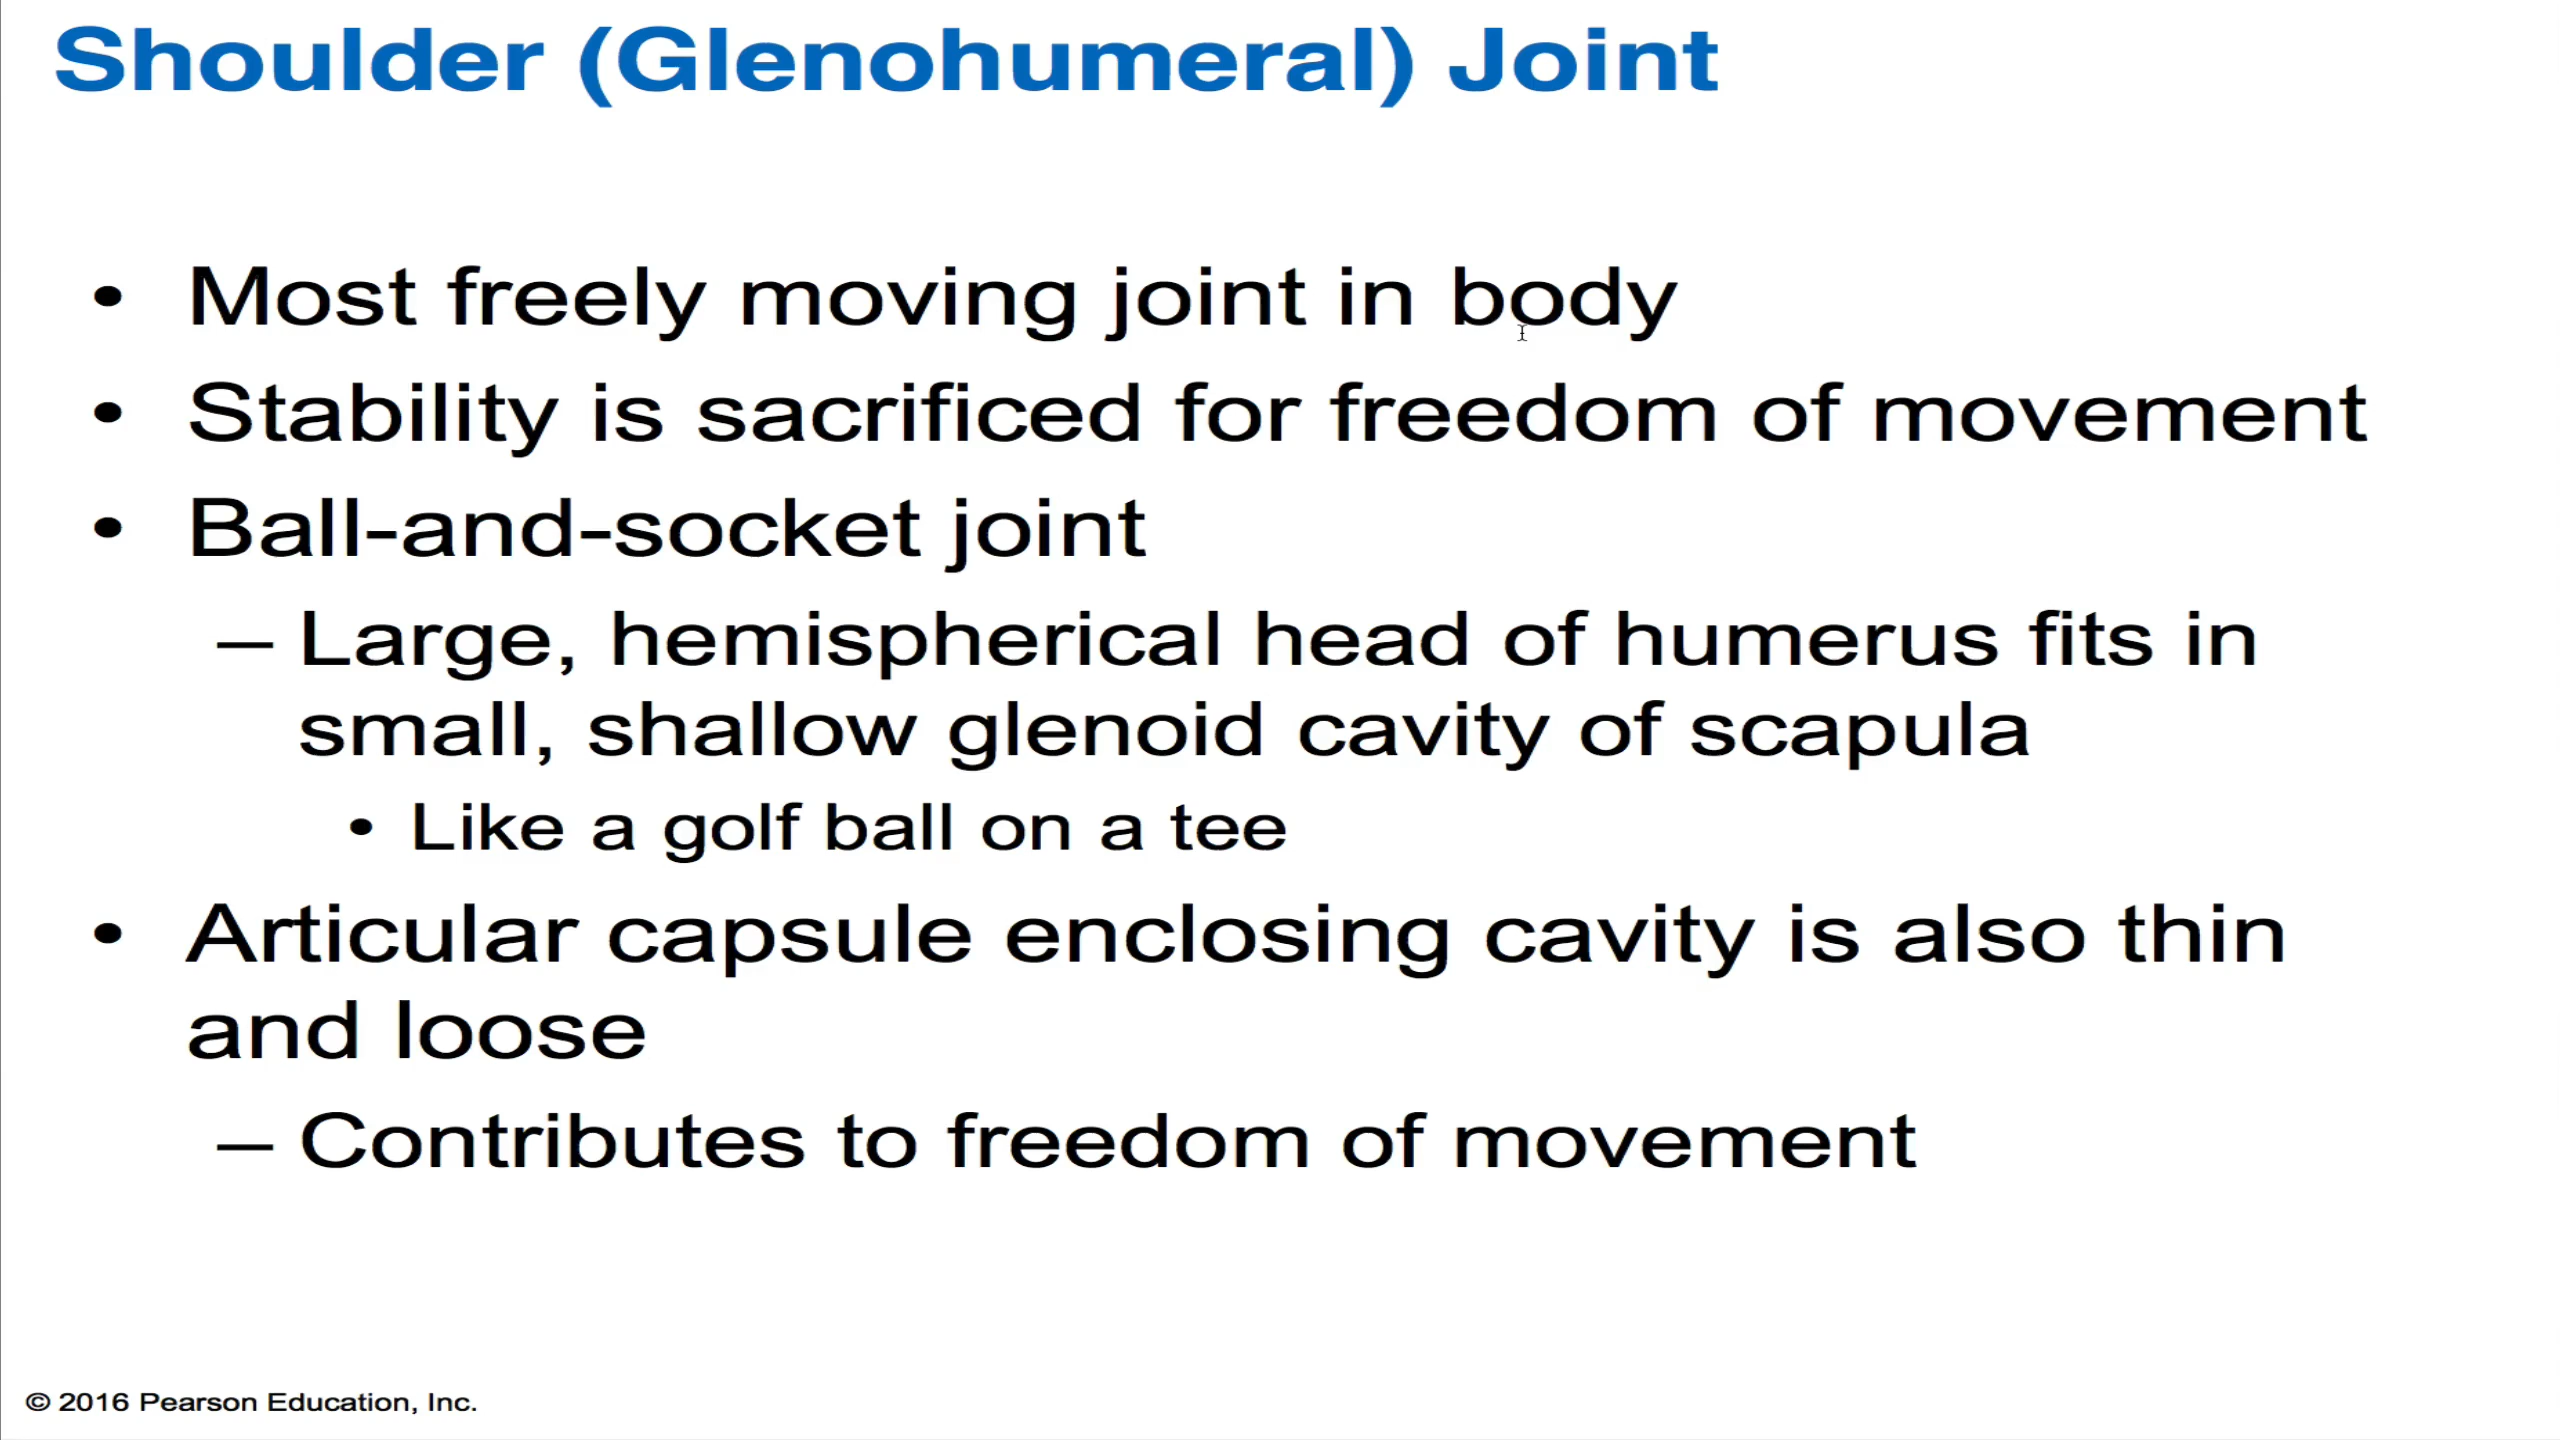 Shoulder (Glenohumeral) Joint
• Most freely moving joint in body
• Stability is sacrificed for freedom of movement
• Ball-and-socket joint
– Large, hemispherical head of humerus fits in
small, shallow glenoid cavity of scapula
• Like a golf ball on a tee
• Articular capsule enclosing cavity is also thin
and loose
– Contributes to freedom of movement
© 2016 Pearson Education, Inc.